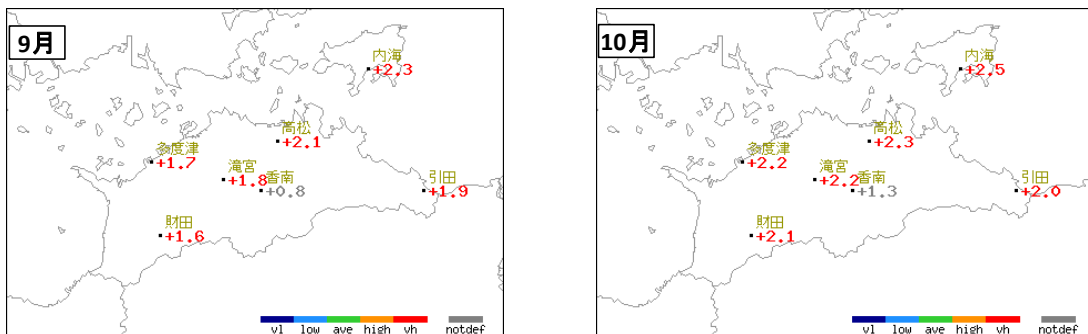 9月
内海
+2.3
高松
+2.1
多度津
+1.7
滝宮
+1.8
香南
+0.8
引田
+1.9
財田
+1.6
vl low ave high vh notdef
10月
内海
+2.5
高松
+2.3
多度津
+2.2
滝宮
+2.2
香南
+1.3
引田
+2.0
財田
+2.1
vl low ave high vh notdef